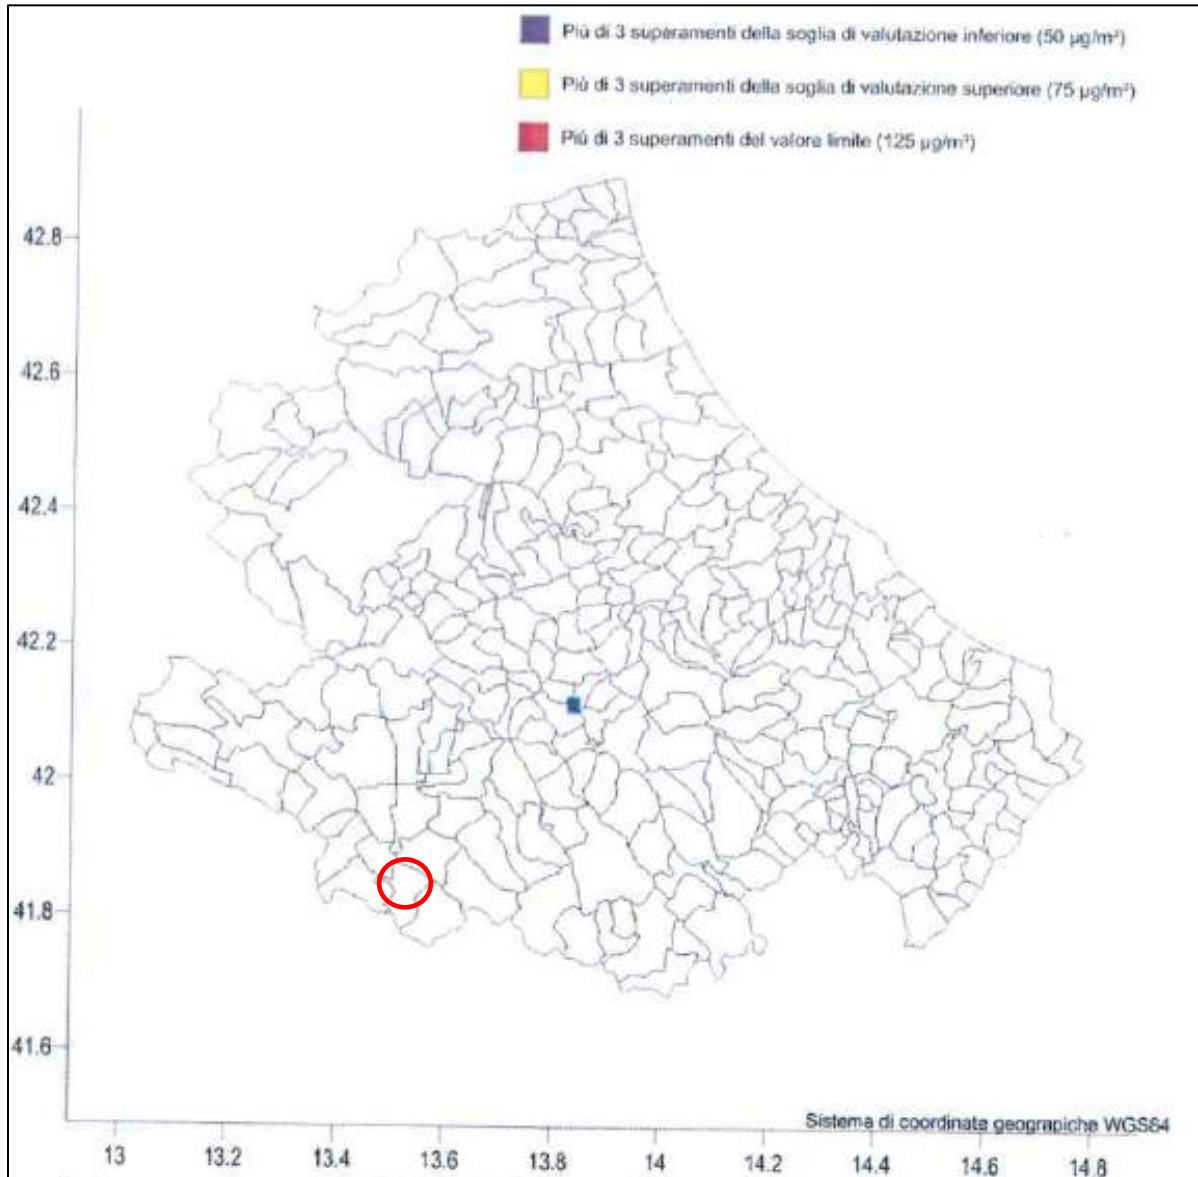 Più di 3 superamenti della soglia di valutazione inferiore (50 µg/m³)
Più di 3 superamenti della soglia di valutazione superiore (75 µg/m³)
Più di 3 superamenti del valore limite (125 µg/m³)
42.8
42.6
42.4
42.2
42
41.8
41.6
Sistema di coordinate geograpiche WGS84
13 13.2 13.4 13.6 13.8 14 14.2 14.4 14.6 14.8